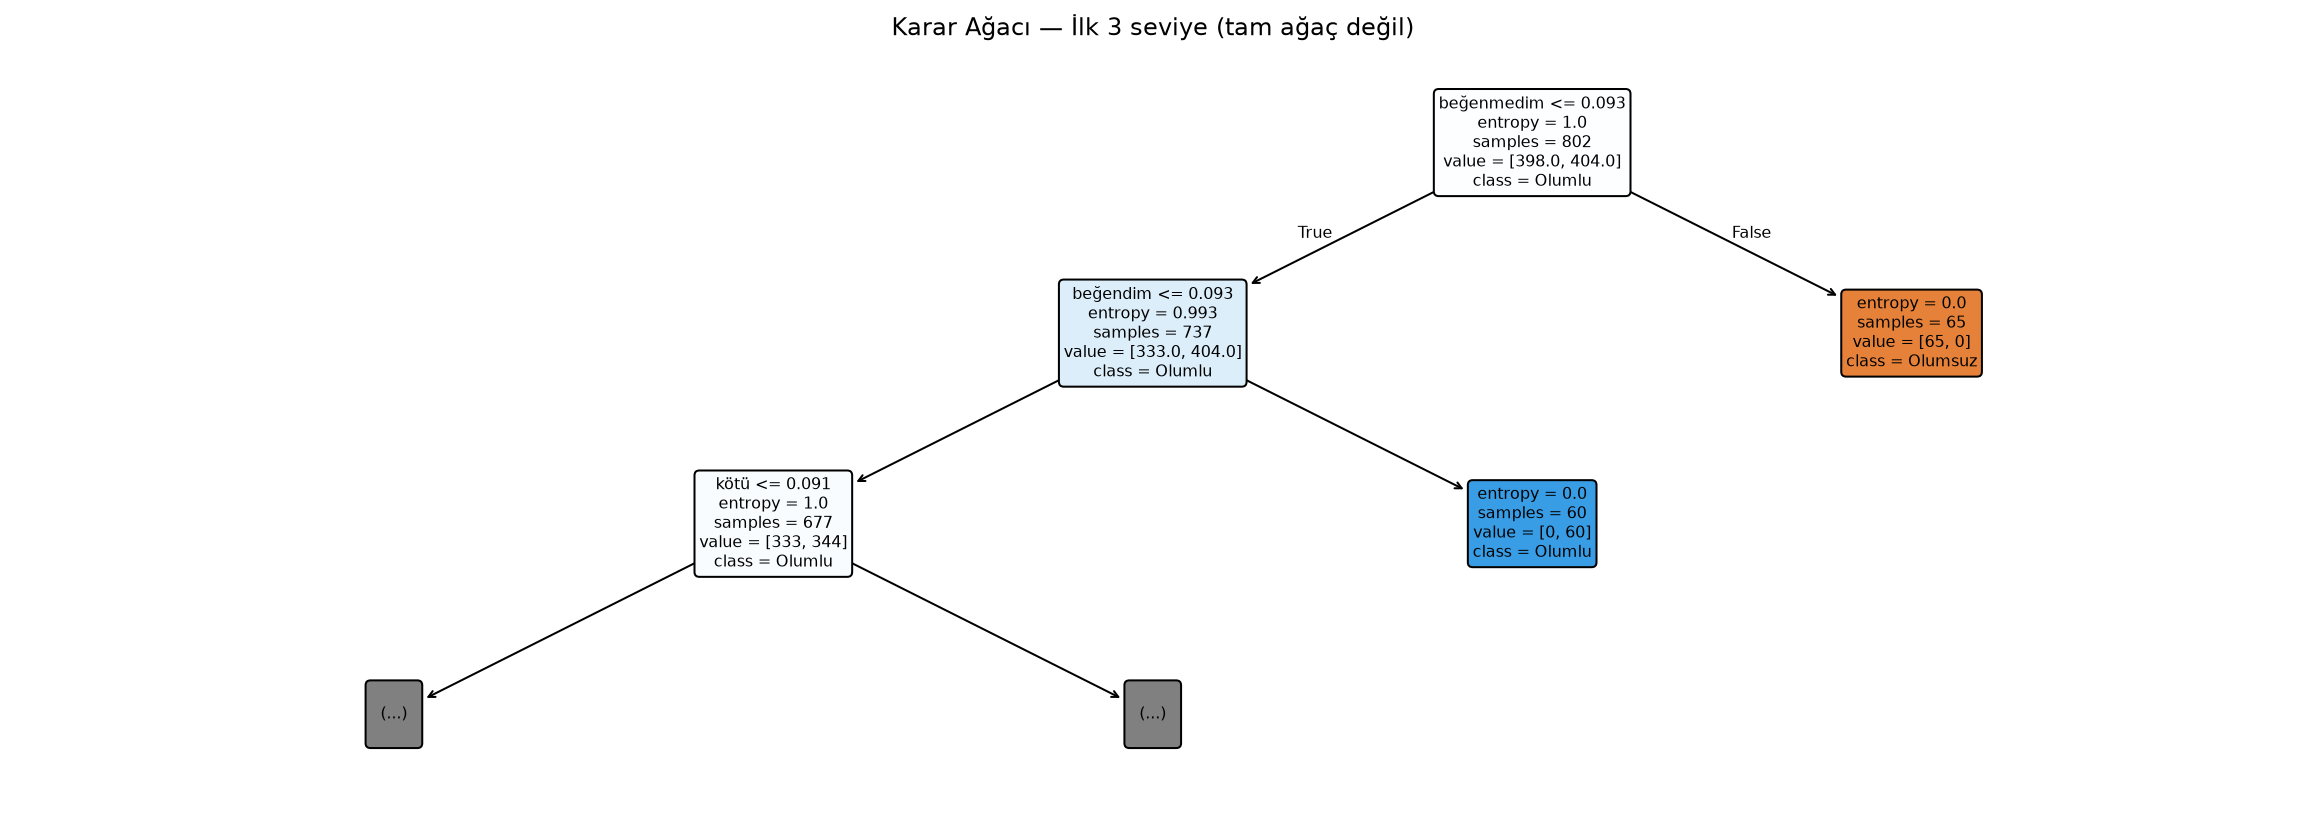 Karar Ağacı — İlk 3 seviye (tam ağaç değil)
beğenmedim <= 0.093
entropy = 1.0
samples = 802
value = [398.0, 404.0]
class = Olumlu
True
False
beğendim <= 0.093
entropy = 0.993
samples = 737
value = [333.0, 404.0]
class = Olumlu
entropy = 0.0
samples = 65
value = [65, 0]
class = Olumsuz
kötü <= 0.091
entropy = 1.0
samples = 677
value = [333, 344]
class = Olumlu
entropy = 0.0
samples = 60
value = [0, 60]
class = Olumlu
(...)
(...)